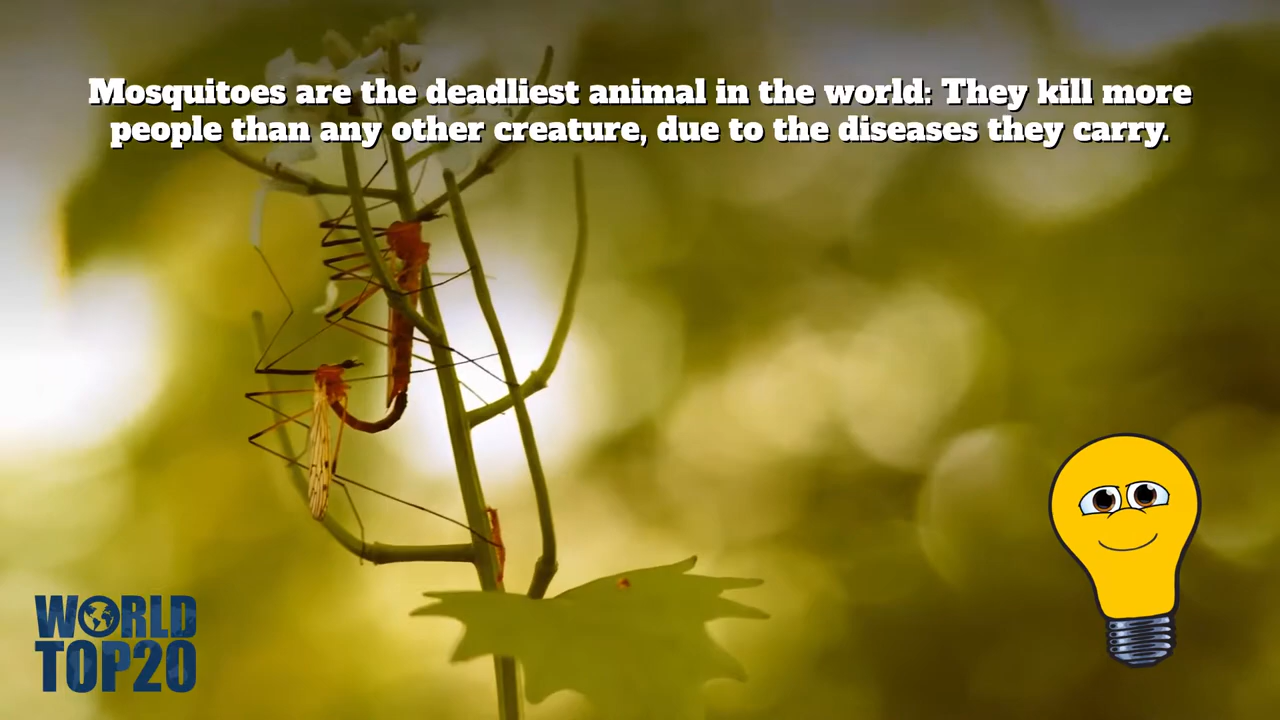 Mosquitoes are the deadliest animal in the world: They kill more
people than any other creature, due to the diseases they carry.
WORLD
TOP20